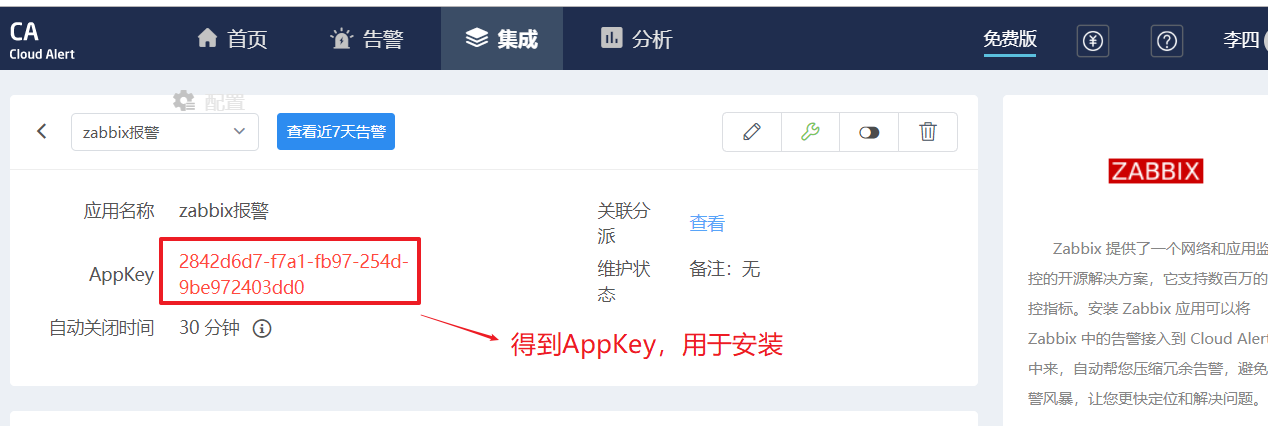 CA
Cloud Alert
首页
告警
集成
分析
免费版
李四
配置
zabbix报警
查看近7天告警
应用名称
zabbix报警
关联分
派
查看
AppKey
2842d6d7-f7a1-fb97-254d-
9be972403dd0
维护状
态
备注：无
自动关闭时间
30 分钟
得到AppKey，用于安装
ZABBIX
Zabbix 提供了一个网络和应用监
控的开源解决方案，它支持数百万的
控指标。安装 Zabbix 应用可以将
Zabbix 中的告警接入到 Cloud Alert
中来，自动帮您压缩冗余告警，避免
警风暴，让您更快定位和解决问题。